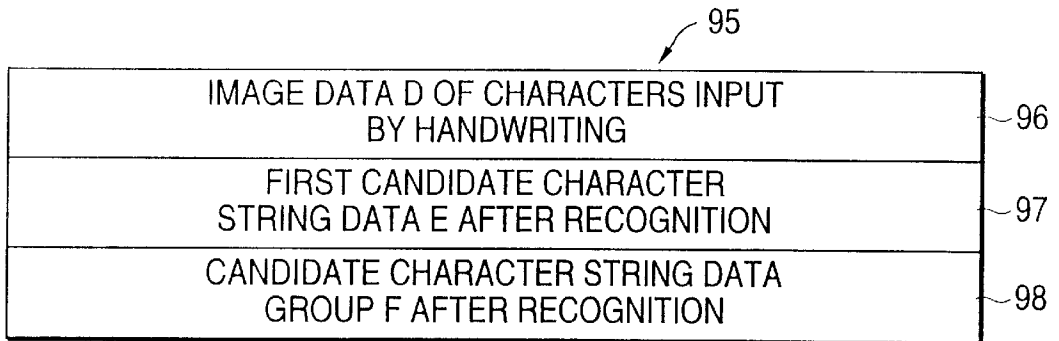 95
IMAGE DATA D OF CHARACTERS INPUT
BY HANDWRITING
96
FIRST CANDIDATE CHARACTER
STRING DATA E AFTER RECOGNITION
97
CANDIDATE CHARACTER STRING DATA
GROUP F AFTER RECOGNITION
98